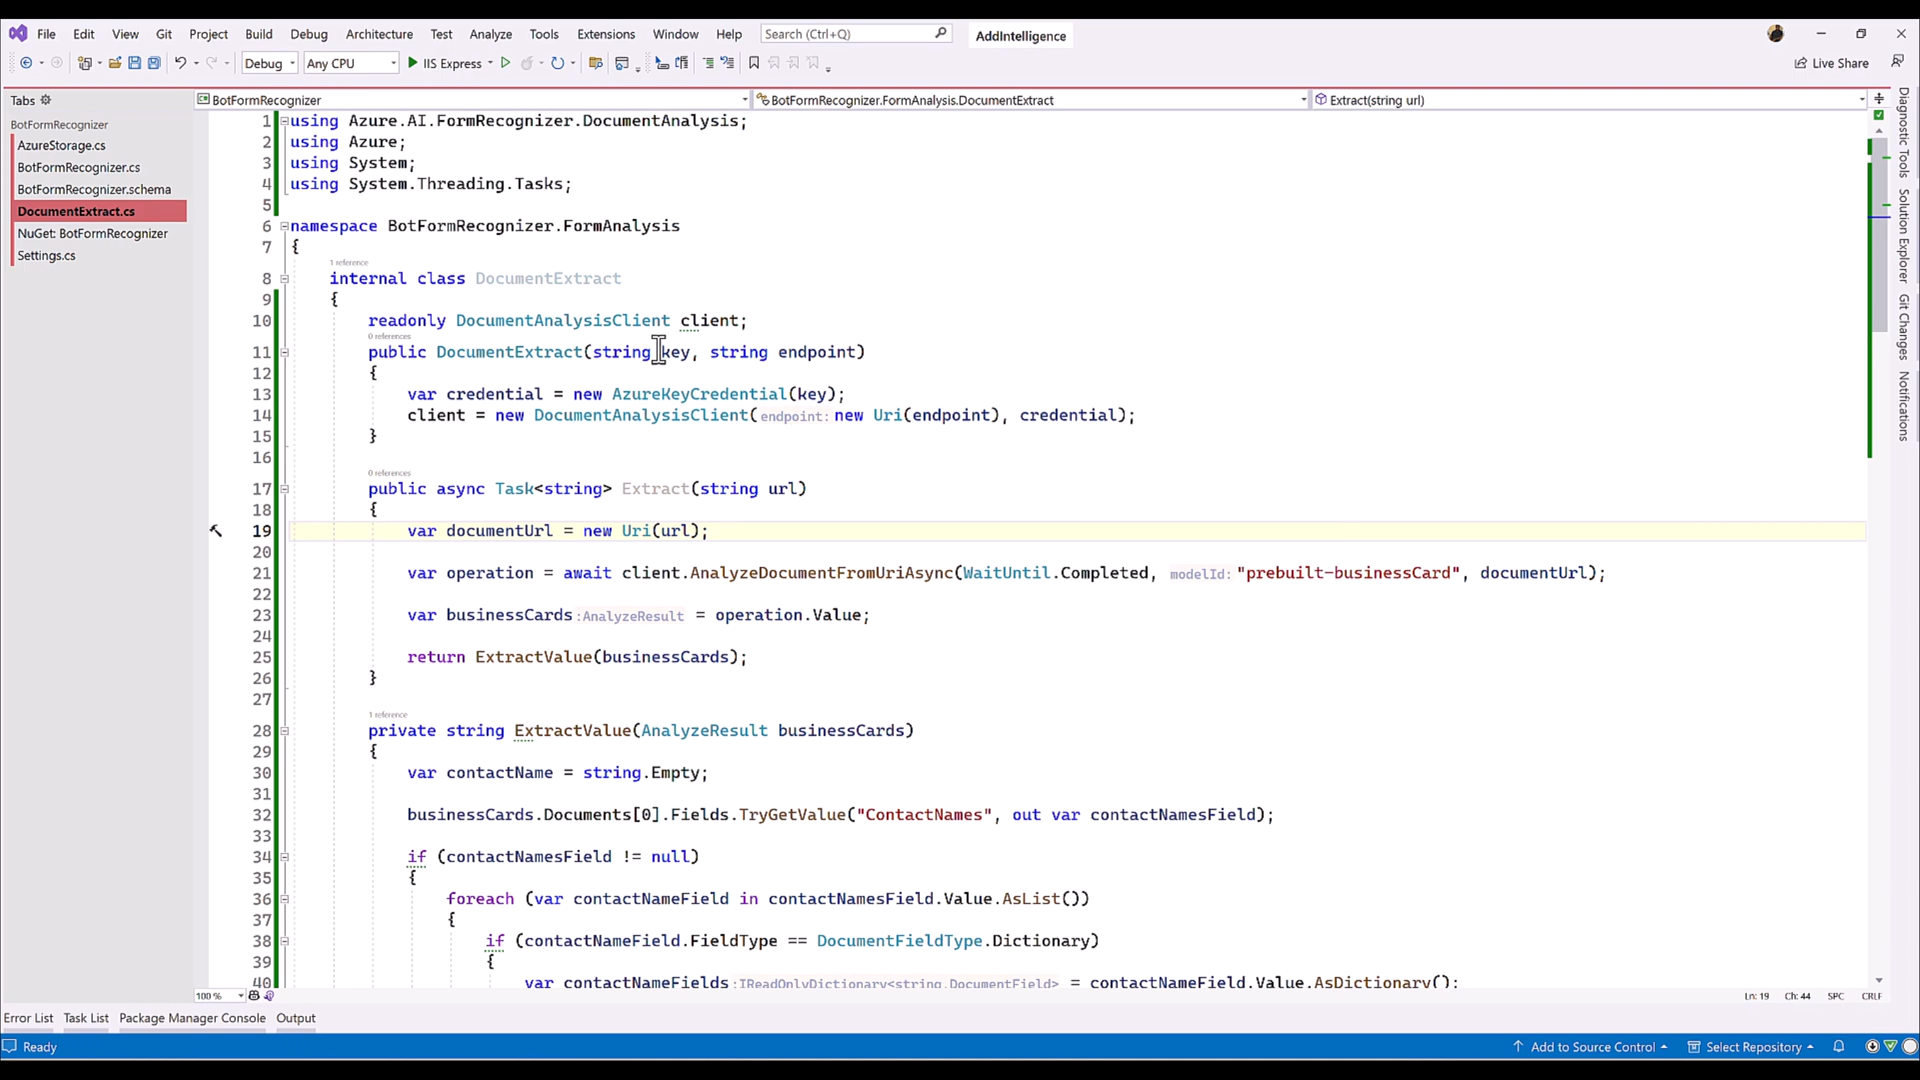 File Edit View Git Project Build Debug Architecture Test Analyze Tools Extensions Window Help Search (Ctrl+Q) AddIntelligence
Debug Any CPU IIS Express Live Share
Tabs BotFormRecognizer BotFormRecognizer.FormAnalysis.DocumentExtract Extract(string url)
BotFormRecognizer
AzureStorage.cs
BotFormRecognizer.cs
BotFormRecognizer.schema
DocumentExtract.cs
NuGet: BotFormRecognizer
Settings.cs
1 using Azure.AI.FormRecognizer.DocumentAnalysis;
2 using Azure;
3 using System;
4 using System.Threading.Tasks;
5
6 namespace BotFormRecognizer.FormAnalysis
7 {
1 reference
8 internal class DocumentExtract
9 {
10 readonly DocumentAnalysisClient client;
0 references
11 public DocumentExtract(string key, string endpoint)
12 {
13 var credential = new AzureKeyCredential(key);
14 client = new DocumentAnalysisClient(endpoint: new Uri(endpoint), credential);
15 }
16
0 references
17 public async Task<string> Extract(string url)
18 {
19 var documentUrl = new Uri(url);
20
21 var operation = await client.AnalyzeDocumentFromUriAsync(WaitUntil.Completed, modelId: "prebuilt-businessCard", documentUrl);
22
23 var businessCards :AnalyzeResult = operation.Value;
24
25 return ExtractValue(businessCards);
26 }
27
1 reference
28 private string ExtractValue(AnalyzeResult businessCards)
29 {
30 var contactName = string.Empty;
31
32 businessCards.Documents[0].Fields.TryGetValue("ContactNames", out var contactNamesField);
33
34 if (contactNamesField != null)
35 {
36 foreach (var contactNameField in contactNamesField.Value.AsList())
37 {
38 if (contactNameField.FieldType == DocumentFieldType.Dictionary)
39 {
40 var contactNameFields :IReadOnlyDictionary<string,DocumentField> = contactNameField.Value.AsDictionary();
100 % Ln: 19 Ch: 44 SPC CRLF
Error List Task List Package Manager Console Output
Ready Add to Source Control Select Repository
Diagnostic Tools
Solution Explorer
Git Changes
Notifications